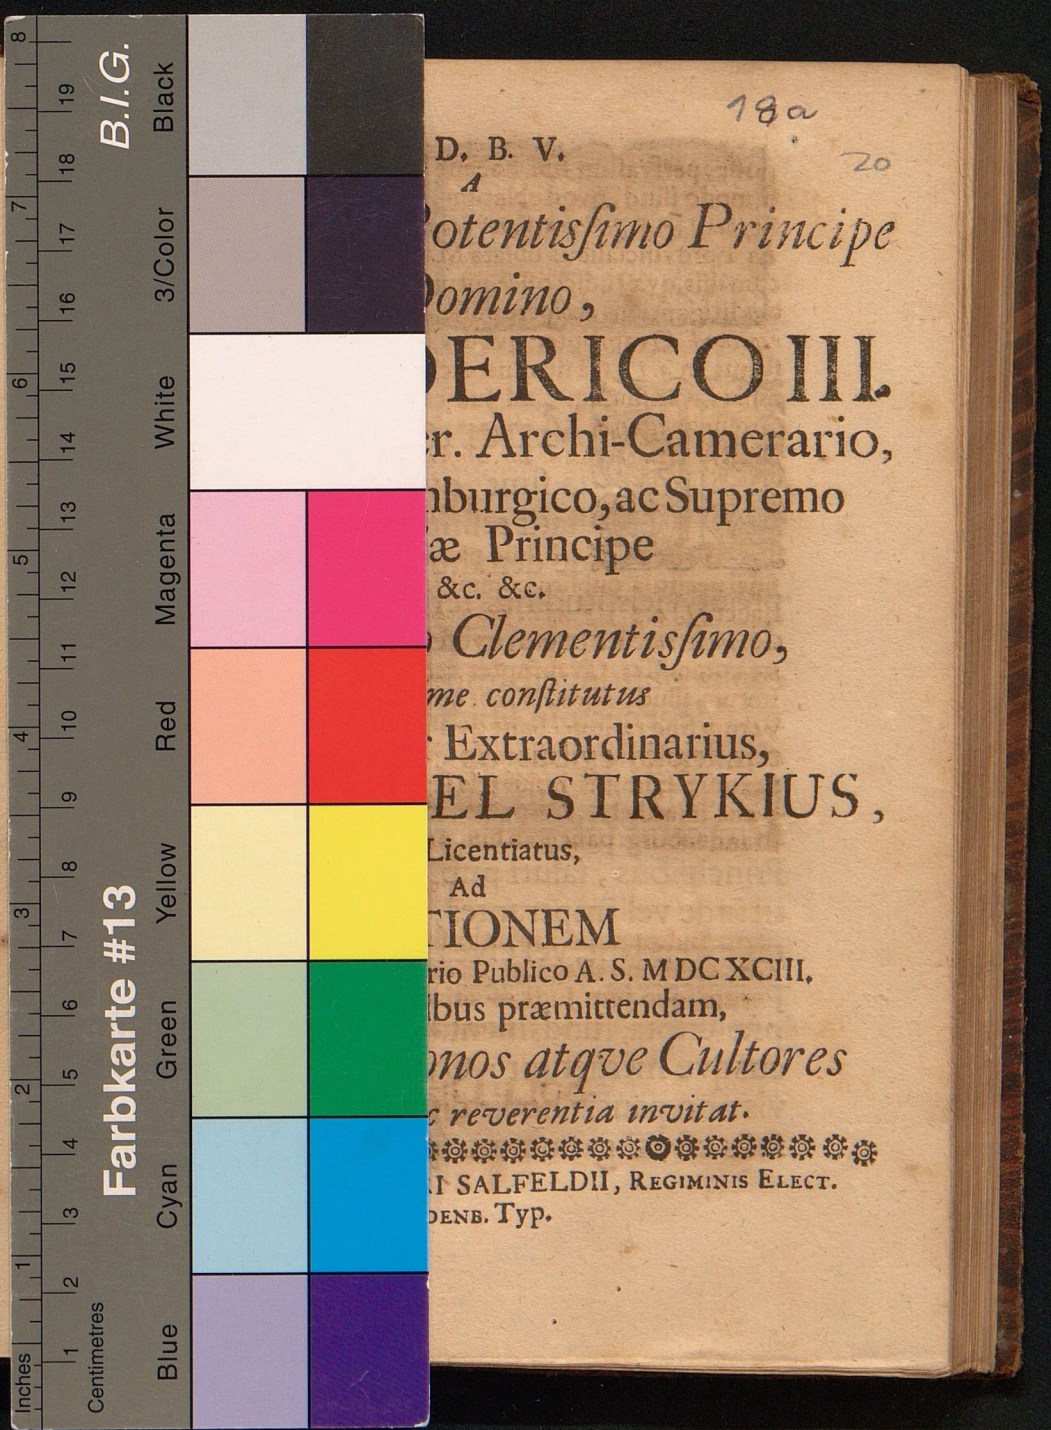 18a
20
D. B. V.
A
otentisſimo Principe
omino,
DERICO III.
er. Archi-Camerario,
nburgico, ac Supremo
æ Principe
&c. &c.
Clementisſimo,
me conſtitutus
Extraordinarius,
EL STRYKIUS,
Licentiatus,
Ad
TIONEM
rio Publico A. S. MDCXCIII.
lbus præmittendam,
onos atqve Cultores
c reverentia invitat.
RI SALFELDII, REGIMINIS ELECT.
DENB. Typ.
B.I.G.
Farbkarte #13
Black
3/Color
White
Magenta
Red
Yellow
Green
Cyan
Blue
Centimetres
1 2 3 4 5 6 7 8 9 10 11 12 13 14 15 16 17 18 19
Inches
1 2 3 4 5 6 7 8